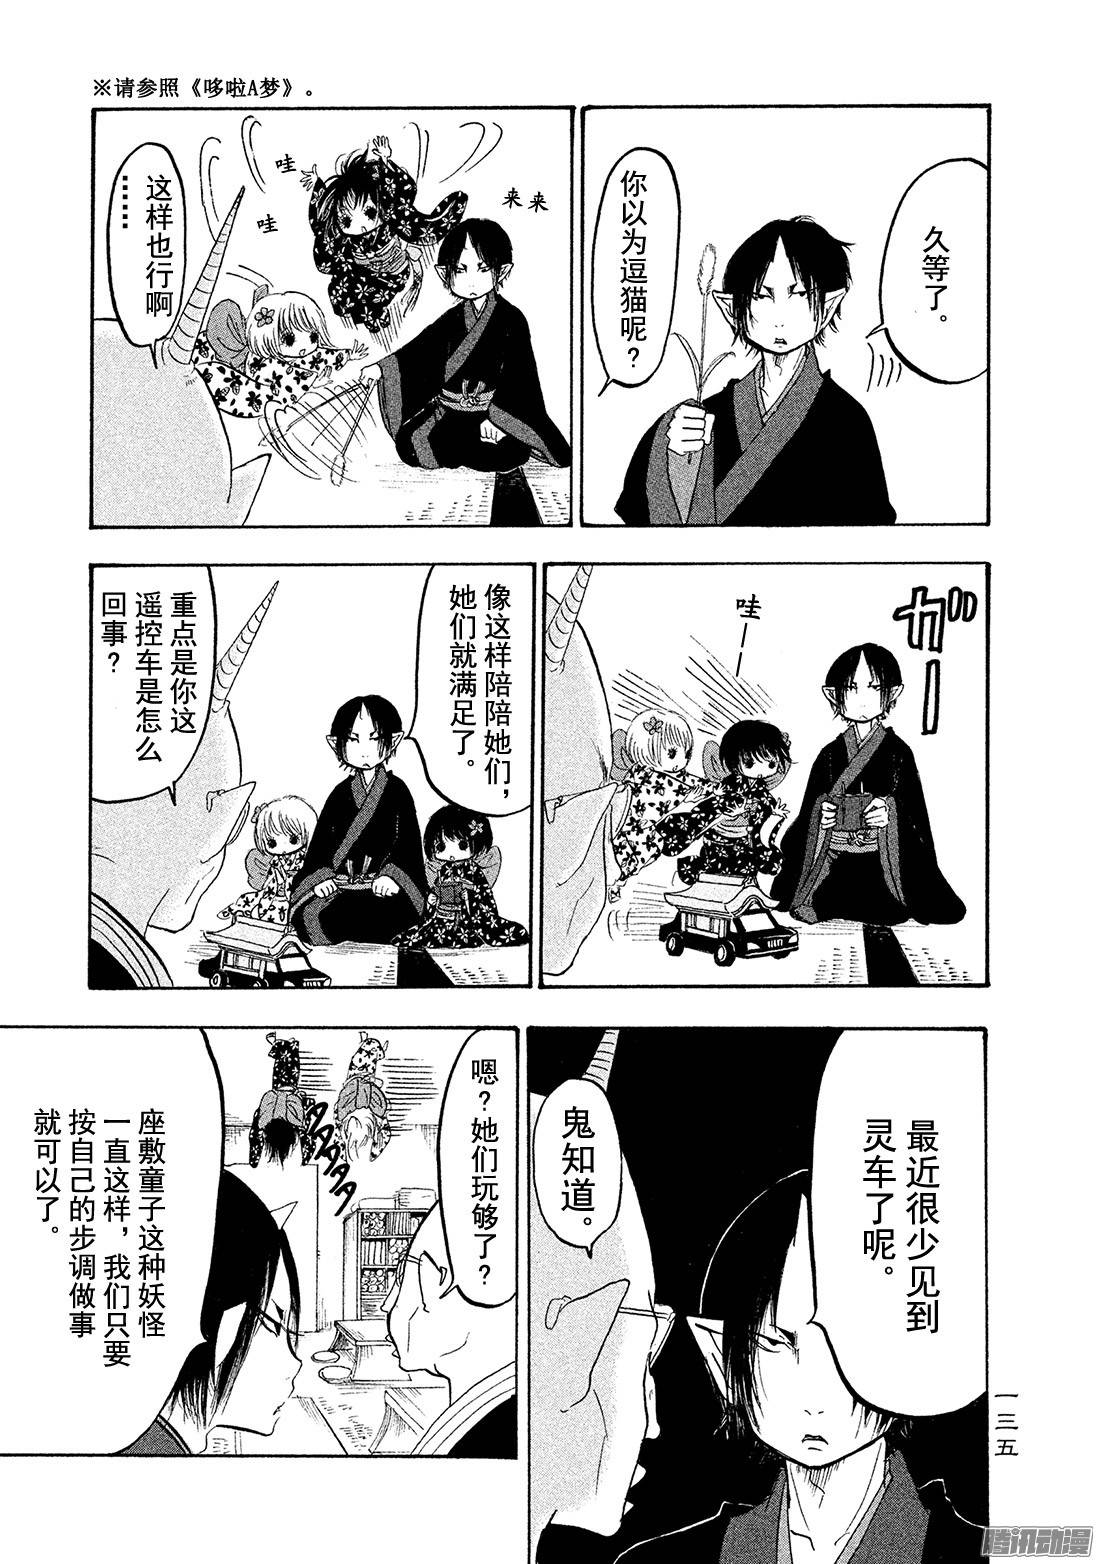 ※请参照《哆啦A梦》。
久等了。
你以为逗猫呢？
来来
哇
哇
这样也行啊
………
ガーッ
哇——
像这样陪陪她们，
她们就满足了。
重点是你这
遥控车是怎么
回事？
最近很少见到
灵车了呢。
鬼知道。
嗯？她们玩够了？
AAAAA
座敷童子这种妖怪
一直这样，我们只要
按自己的步调做事
就可以了。
一三五
腾讯动漫